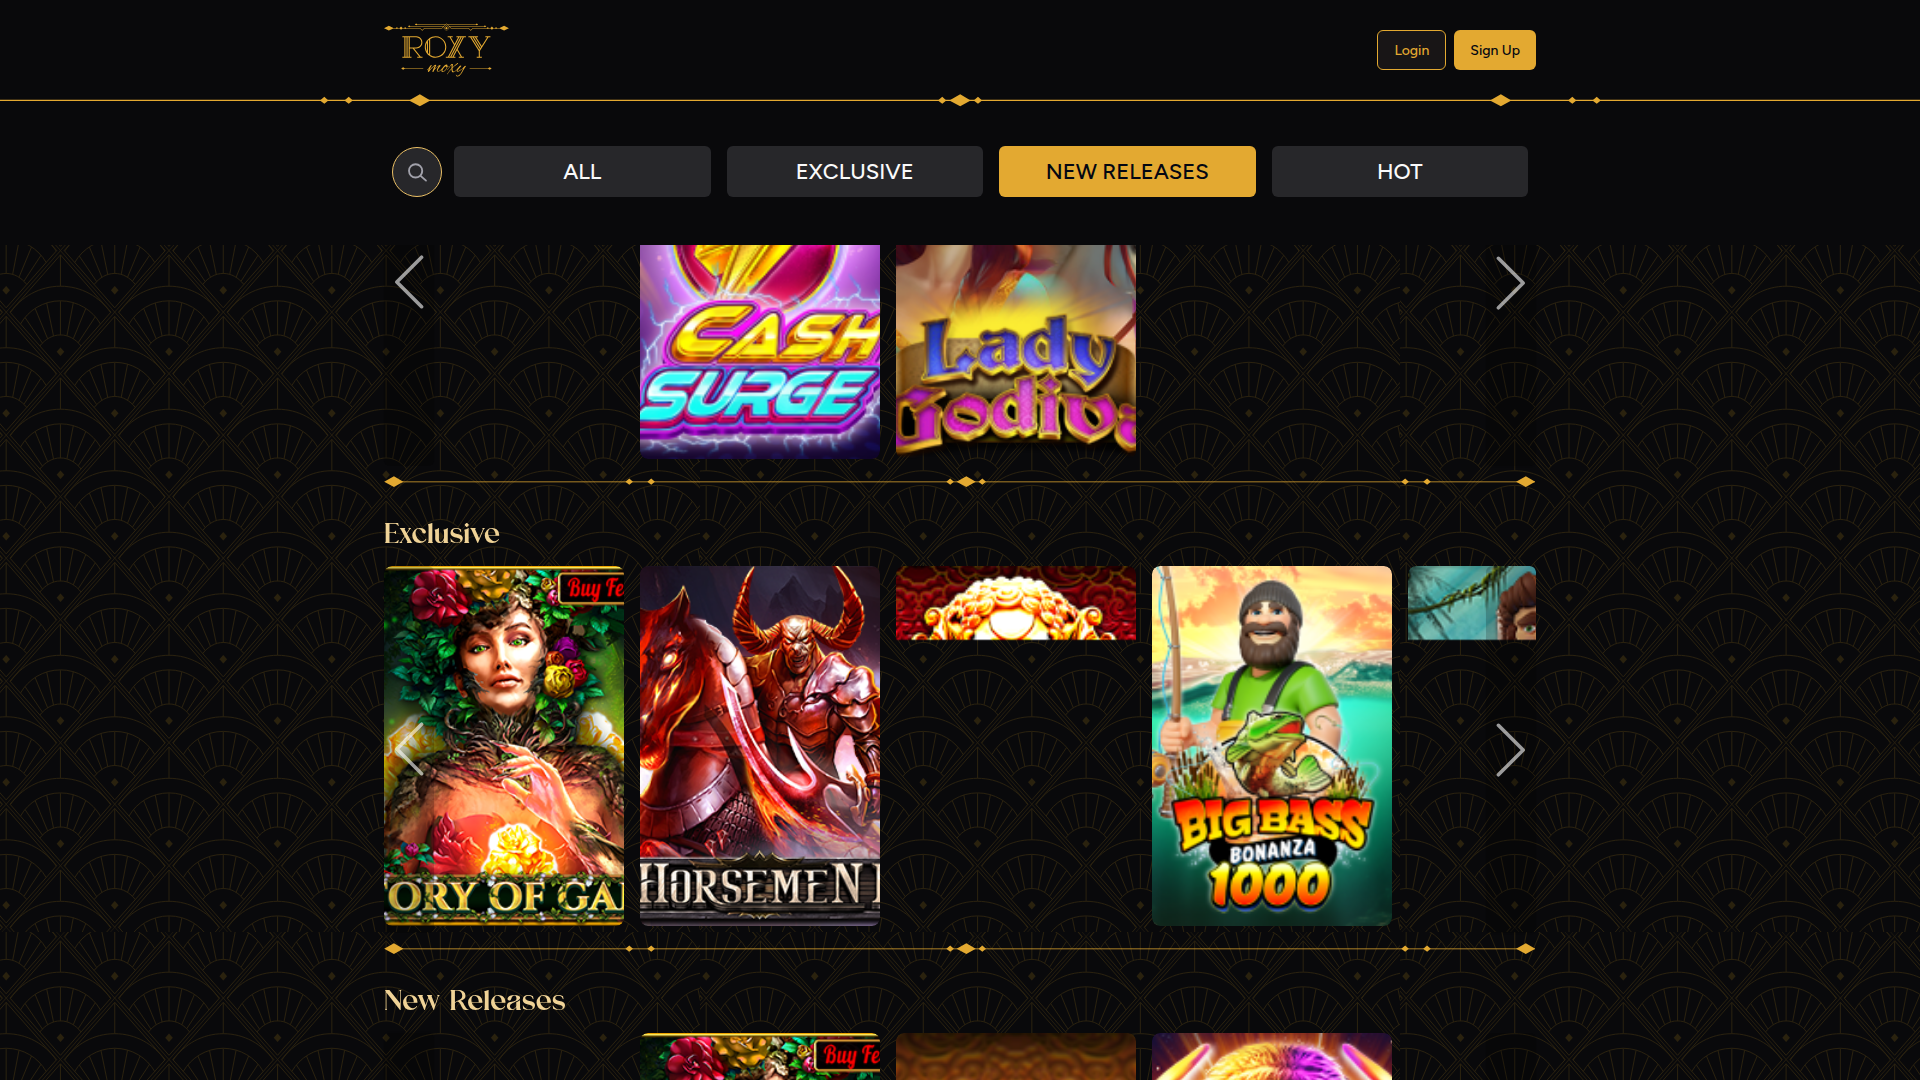 ROXY
moxy
Login
Sign Up
ALL
EXCLUSIVE
NEW RELEASES
HOT
CASH
SURGE
Lady
Godiva
Exclusive
Buy Fe
ORY OF GA
HORSEMEN
BIG BASS
BONANZA
1000
New Releases
Buy Fe